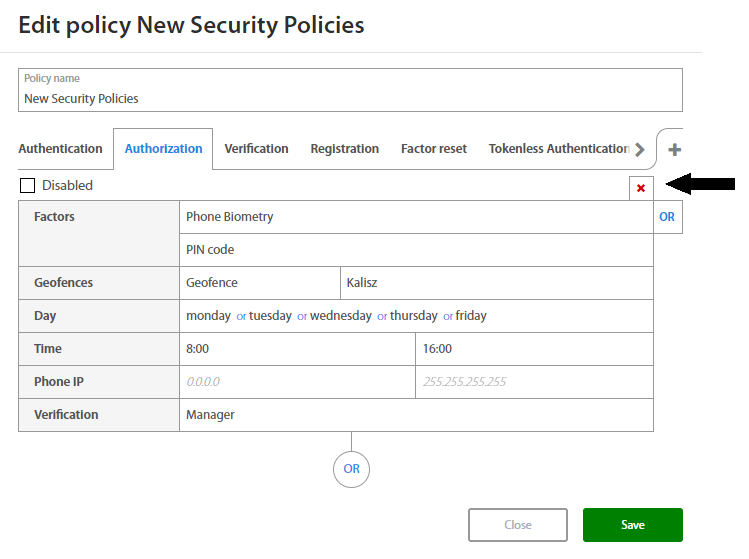 Edit policy New Security Policies
Policy name
New Security Policies
Authentication Authorization Verification Registration Factor reset Tokenless Authentication
Disabled
Factors Phone Biometry OR
PIN code
Geofences Geofence Kalisz
Day monday or tuesday or wednesday or thursday or friday
Time 8:00 16:00
Phone IP 0.0.0.0 255.255.255.255
Verification Manager
OR
Close Save